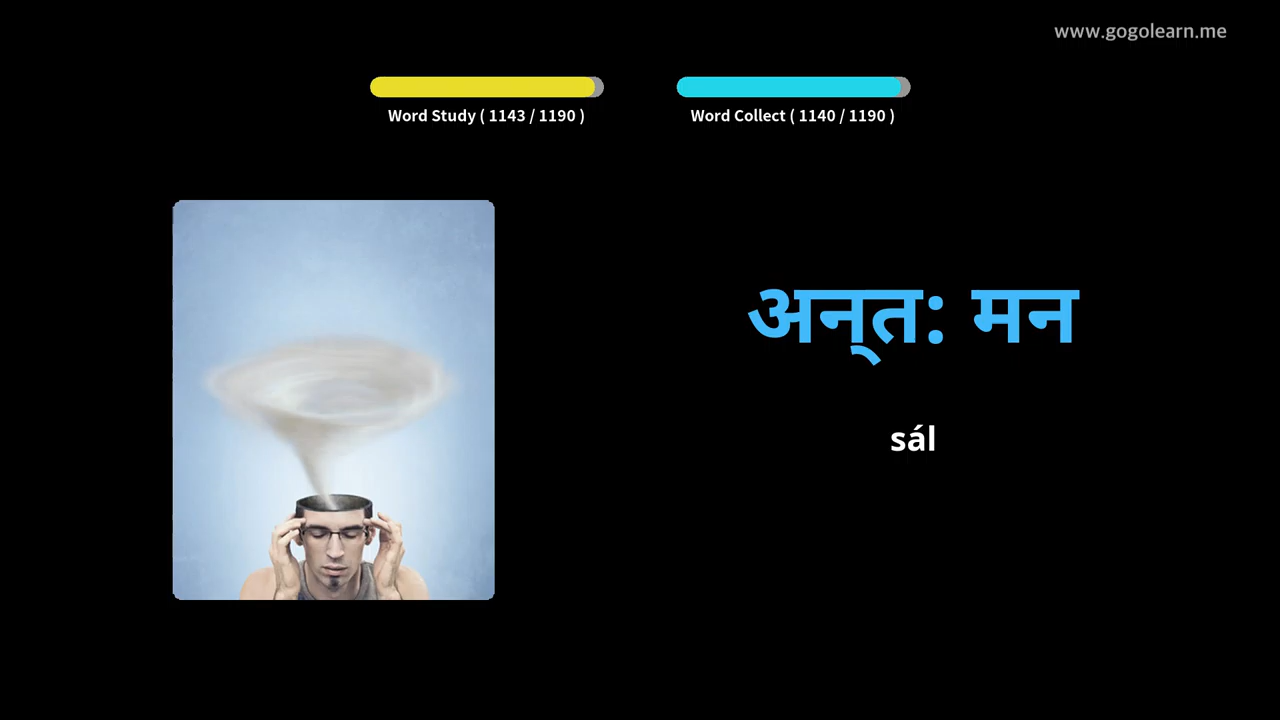 www.gogolearn.me
Word Study ( 1143 / 1190 )
Word Collect ( 1140 / 1190 )
अन्‌त: मन
sál